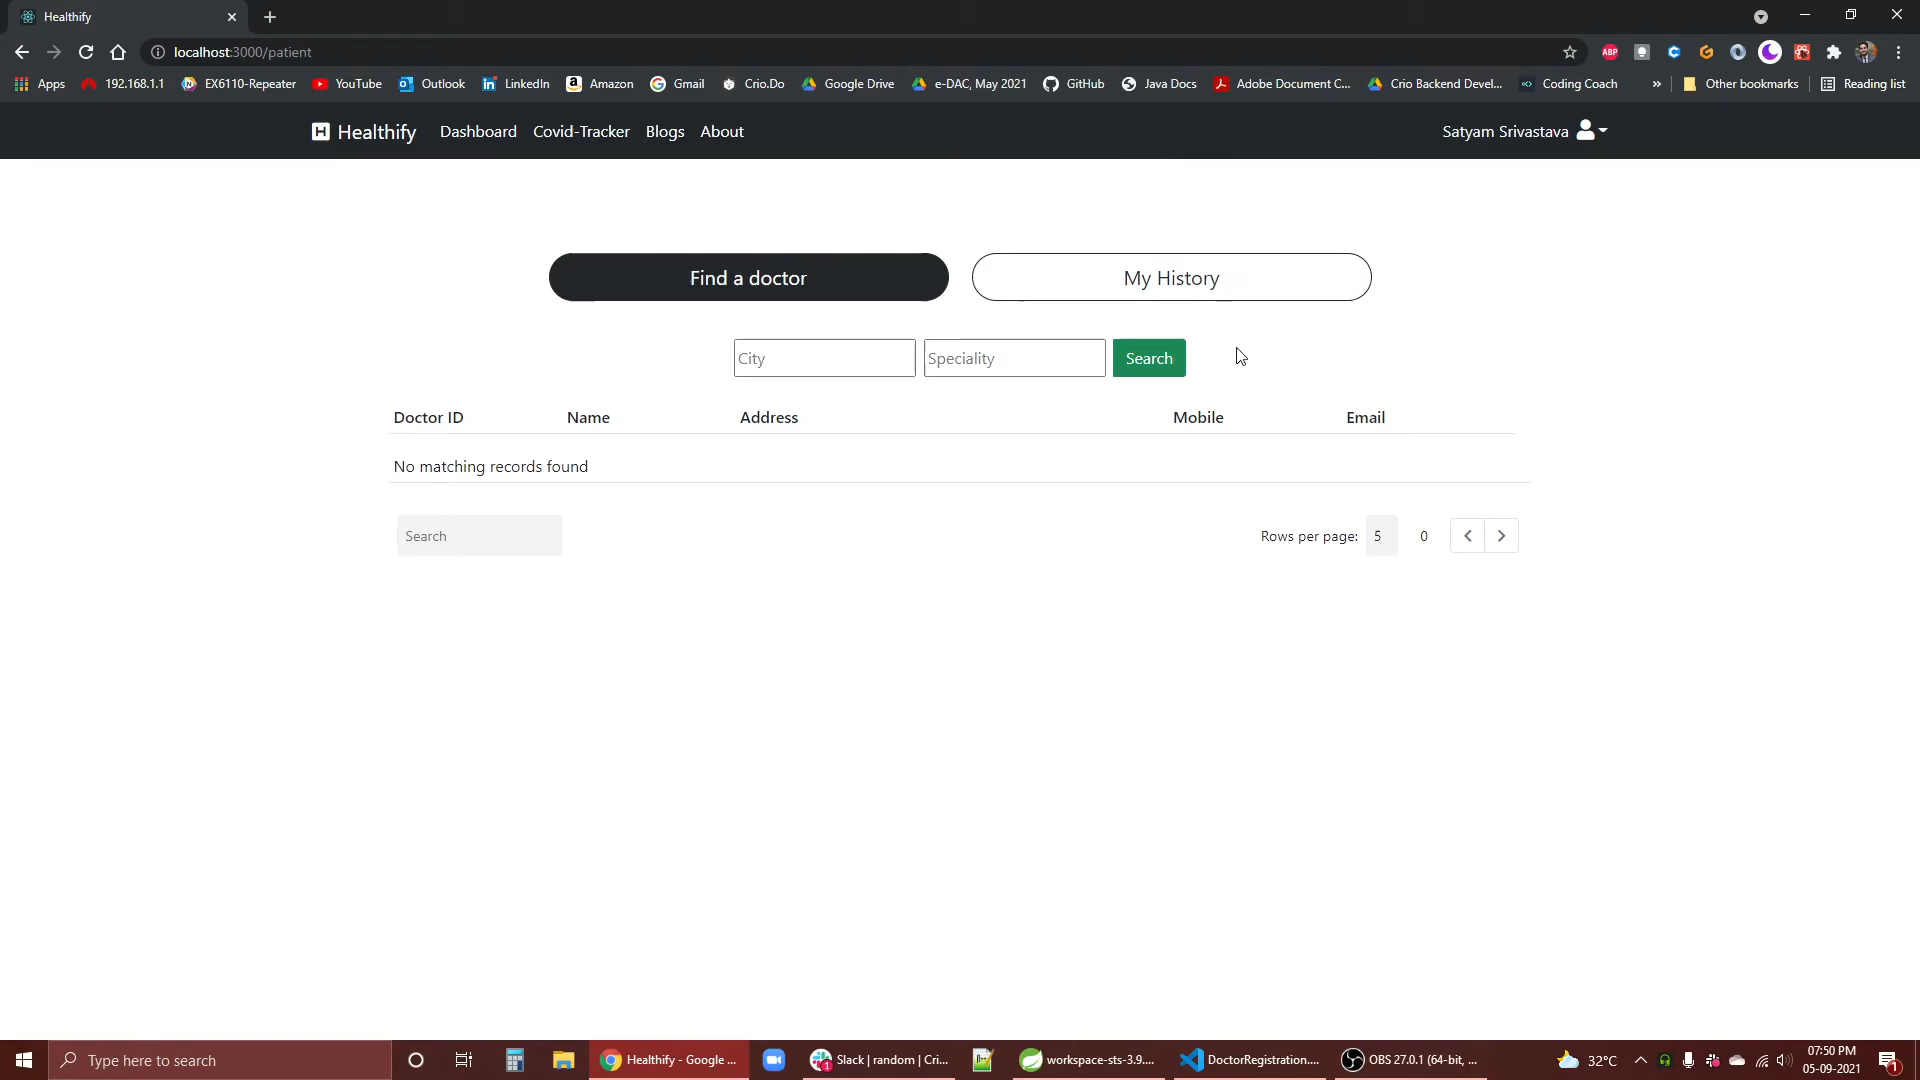 Healthify
localhost:3000/patient
ABP
Apps 192.168.1.1 EX6110-Repeater YouTube Outlook LinkedIn Amazon Gmail Crio.Do Google Drive e-DAC, May 2021 GitHub Java Docs Adobe Document C... Crio Backend Devel... Coding Coach » Other bookmarks Reading list
H Healthify Dashboard Covid-Tracker Blogs About Satyam Srivastava
Find a doctor My History
City Speciality Search
Doctor ID Name Address Mobile Email
No matching records found
Search Rows per page: 5 0
Type here to search Healthify - Google ... Slack | random | Cri... workspace-sts-3.9.... DoctorRegistration.... OBS 27.0.1 (64-bit, ... 32°C 07:50 PM
05-09-2021